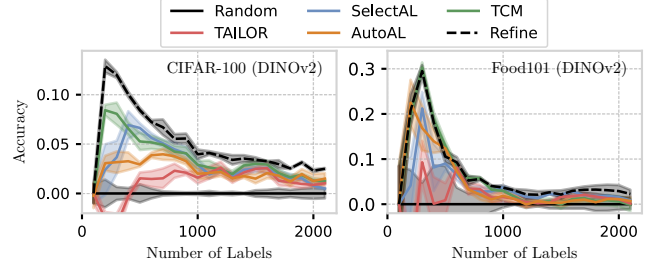 Random SelectAL TCM
TAILOR AutoAL Refine
CIFAR-100 (DINOv2)
Food101 (DINOv2)
Accuracy
0.10
0.05
0.00
0 1000 2000
Number of Labels
0.3
0.2
0.1
0.0
0 1000 2000
Number of Labels